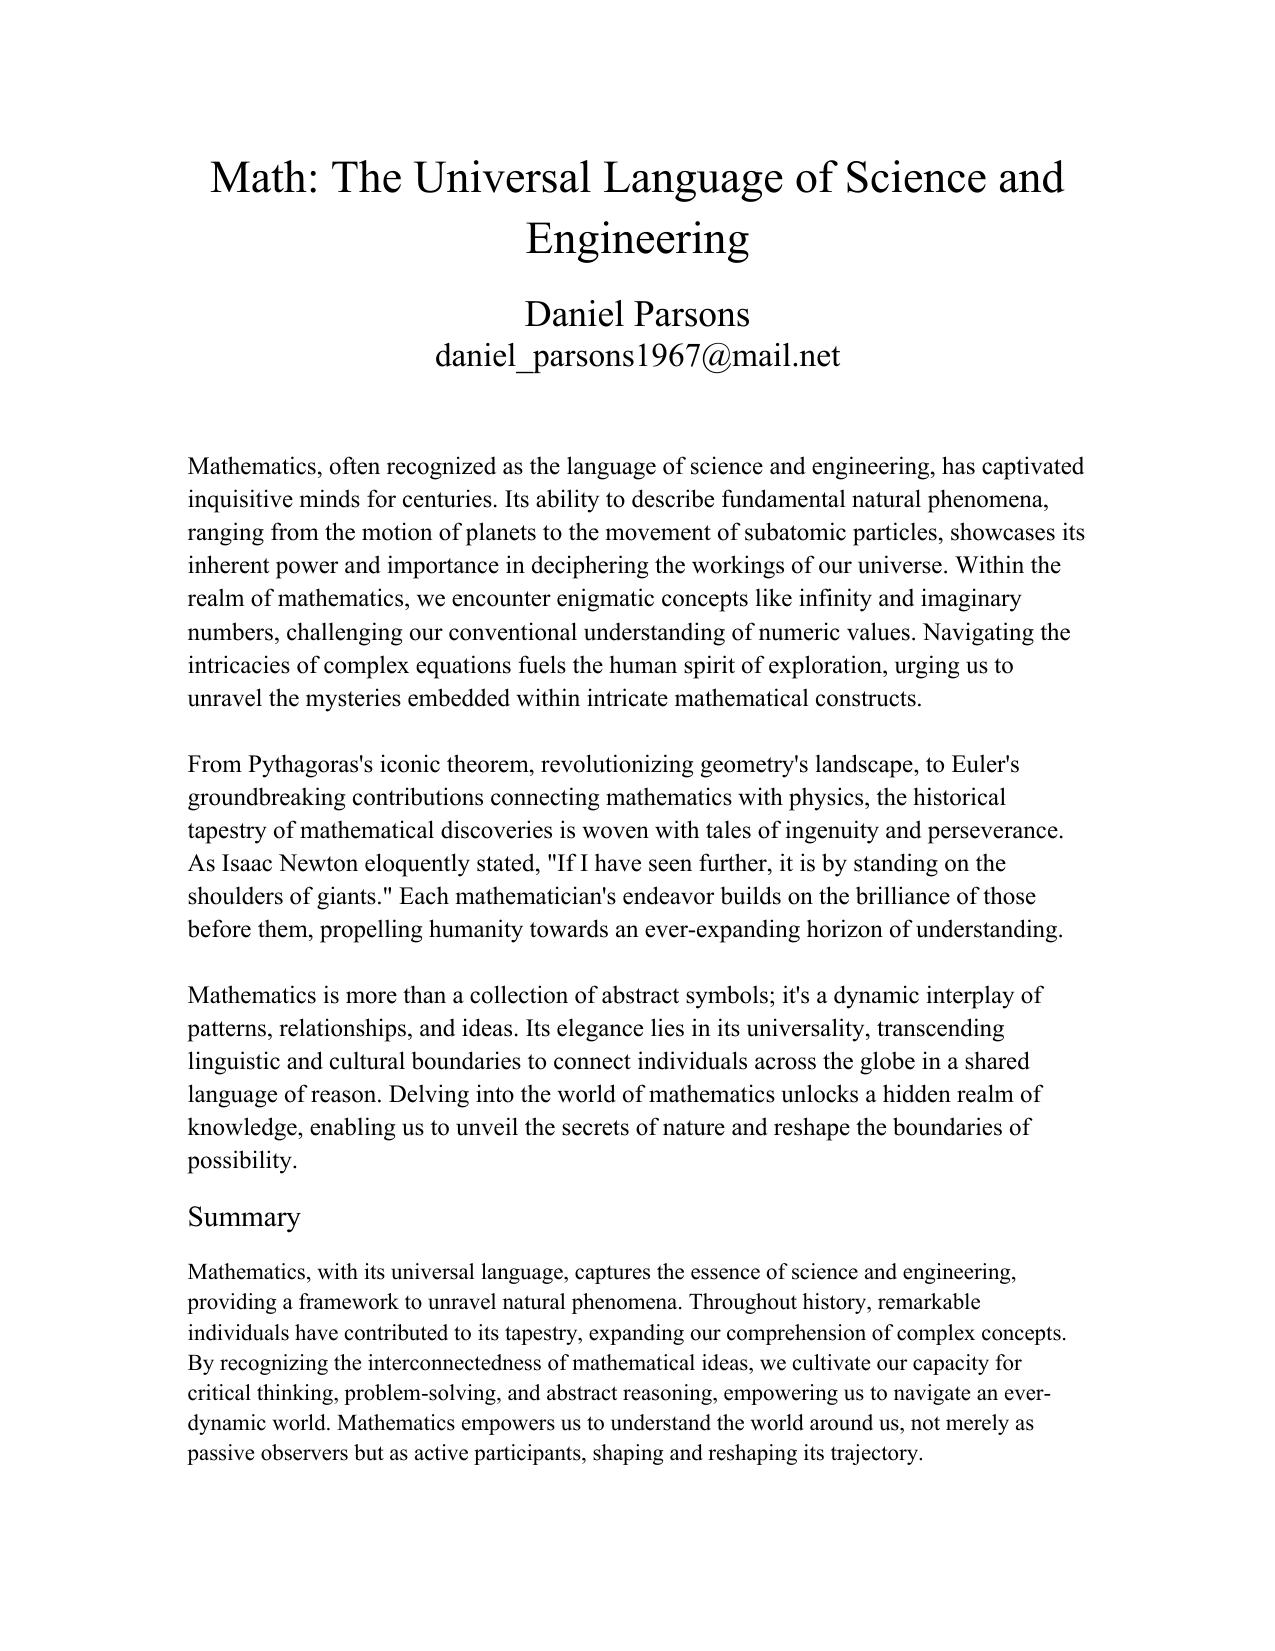 Math: The Universal Language of Science and
Engineering
Daniel Parsons
daniel_parsons1967@mail.net
Mathematics, often recognized as the language of science and engineering, has captivated
inquisitive minds for centuries. Its ability to describe fundamental natural phenomena,
ranging from the motion of planets to the movement of subatomic particles, showcases its
inherent power and importance in deciphering the workings of our universe. Within the
realm of mathematics, we encounter enigmatic concepts like infinity and imaginary
numbers, challenging our conventional understanding of numeric values. Navigating the
intricacies of complex equations fuels the human spirit of exploration, urging us to
unravel the mysteries embedded within intricate mathematical constructs.
From Pythagoras's iconic theorem, revolutionizing geometry's landscape, to Euler's
groundbreaking contributions connecting mathematics with physics, the historical
tapestry of mathematical discoveries is woven with tales of ingenuity and perseverance.
As Isaac Newton eloquently stated, "If I have seen further, it is by standing on the
shoulders of giants." Each mathematician's endeavor builds on the brilliance of those
before them, propelling humanity towards an ever-expanding horizon of understanding.
Mathematics is more than a collection of abstract symbols; it's a dynamic interplay of
patterns, relationships, and ideas. Its elegance lies in its universality, transcending
linguistic and cultural boundaries to connect individuals across the globe in a shared
language of reason. Delving into the world of mathematics unlocks a hidden realm of
knowledge, enabling us to unveil the secrets of nature and reshape the boundaries of
possibility.
Summary
Mathematics, with its universal language, captures the essence of science and engineering,
providing a framework to unravel natural phenomena. Throughout history, remarkable
individuals have contributed to its tapestry, expanding our comprehension of complex concepts.
By recognizing the interconnectedness of mathematical ideas, we cultivate our capacity for
critical thinking, problem-solving, and abstract reasoning, empowering us to navigate an ever-
dynamic world. Mathematics empowers us to understand the world around us, not merely as
passive observers but as active participants, shaping and reshaping its trajectory.